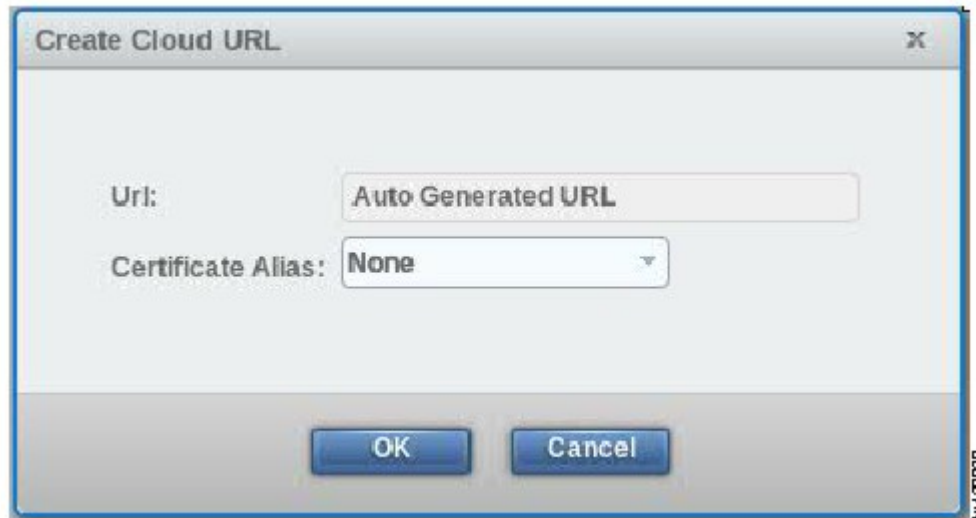 Create Cloud URL x
Url: Auto Generated URL
Certificate Alias: None
OK Cancel